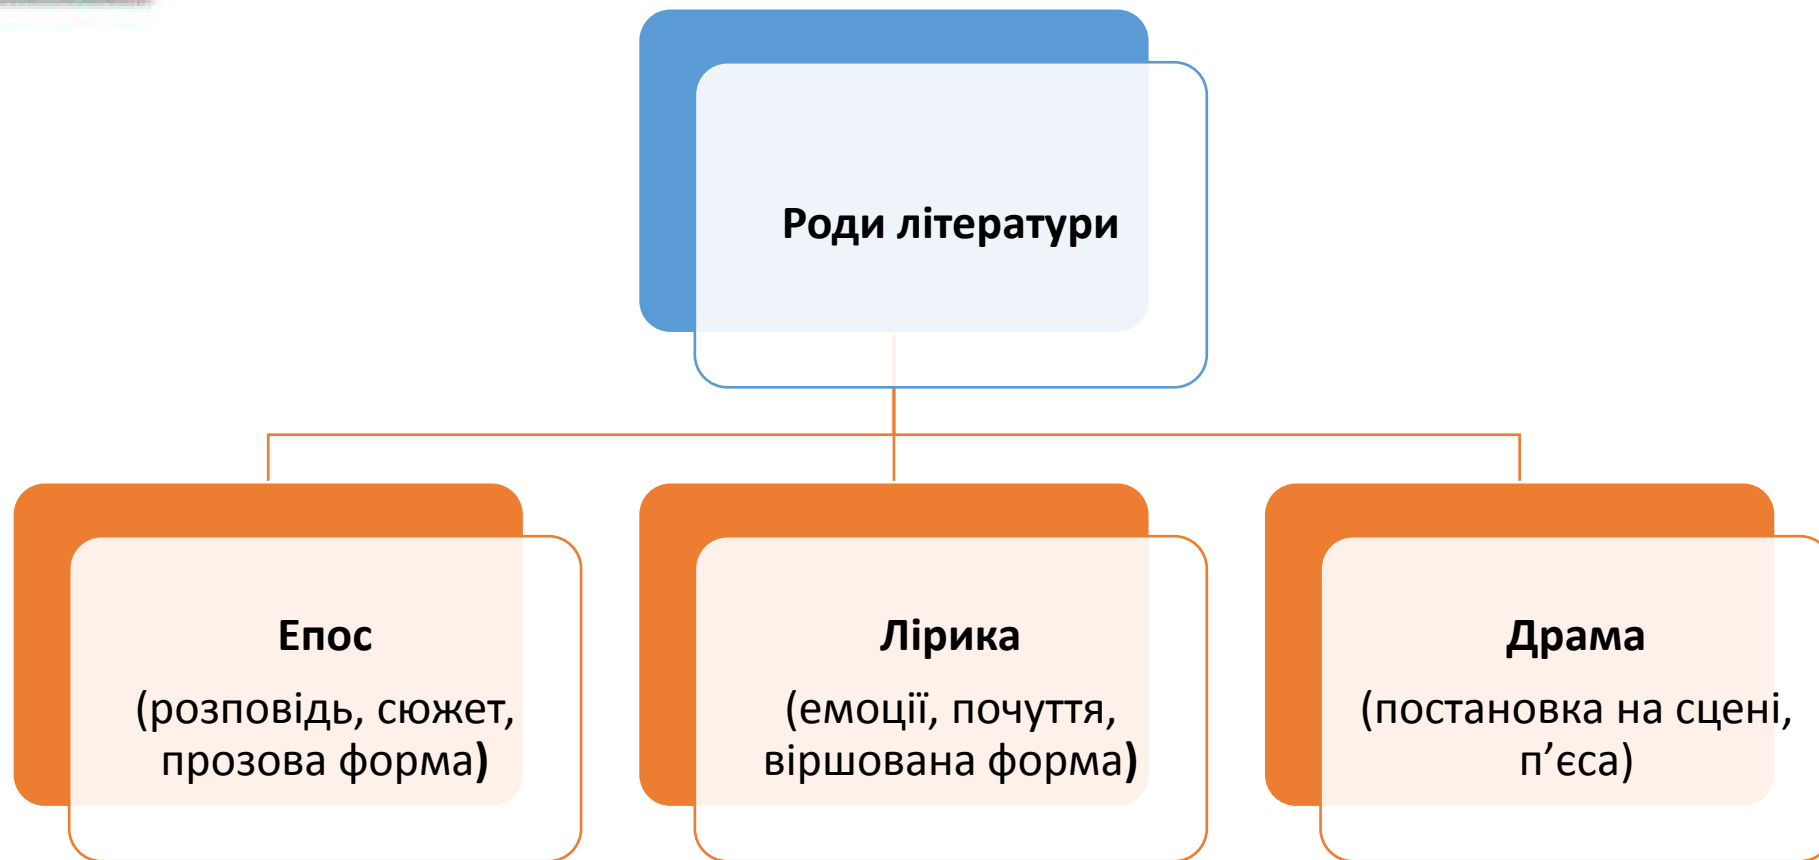 Роди літератури
Епос
(розповідь, сюжет,
прозова форма)
Лірика
(емоції, почуття,
віршована форма)
Драма
(постановка на сцені,
п’єса)